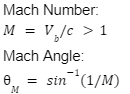 Mach Number:
M = V_b/c > 1
Mach Angle:
θ_M = sin^{-1}(1/M)